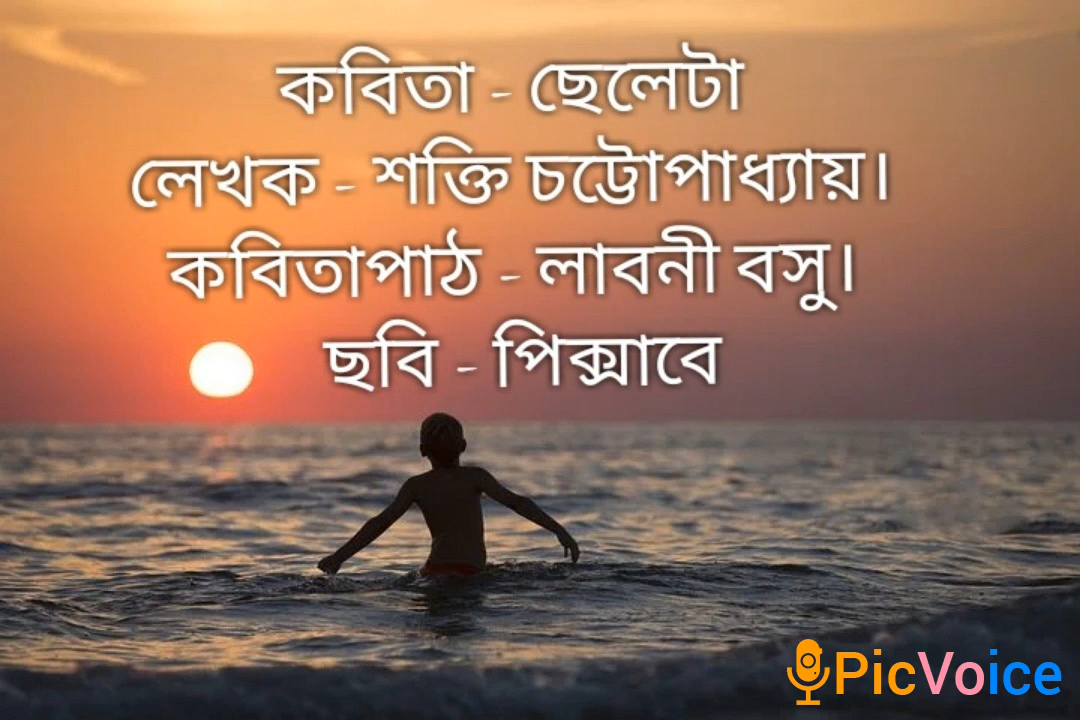 কবিতা - ছেলেটা
লেখক - শক্তি চট্টোপাধ্যায়।
কবিতাপাঠ - লাবনী বসু।
ছবি - পিক্সাবে
PicVoice